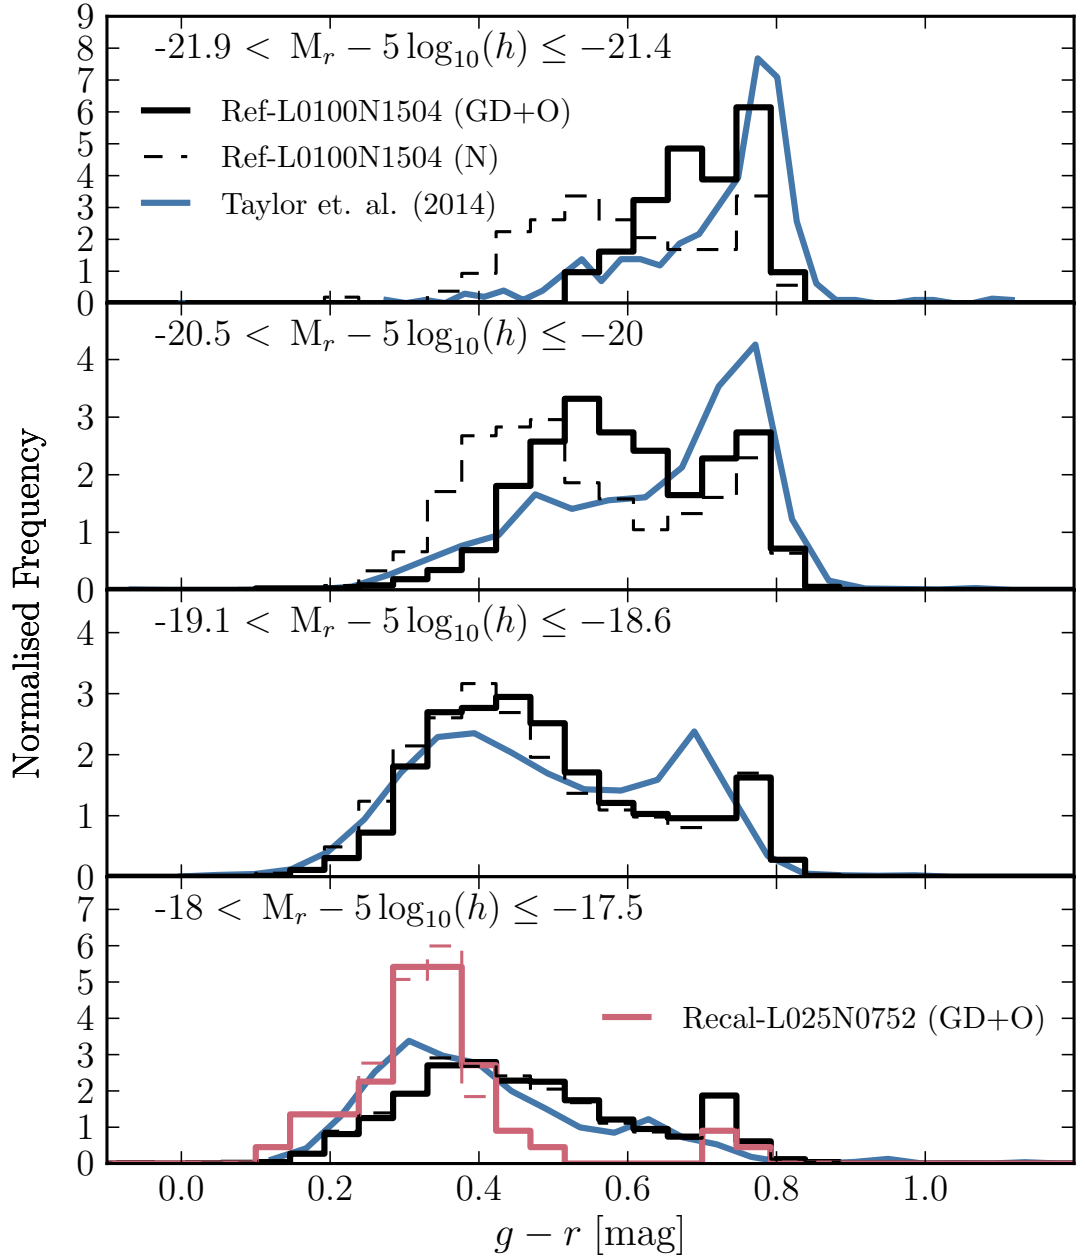 Normalised Frequency
9
8
7
6
5
4
3
2
1
0
-21.9 < M_r − 5 log_10(h) ≤ −21.4
Ref-L0100N1504 (GD+O)
Ref-L0100N1504 (N)
Taylor et. al. (2014)
4
3
2
1
0
-20.5 < M_r − 5 log_10(h) ≤ −20
4
3
2
1
0
-19.1 < M_r − 5 log_10(h) ≤ −18.6
7
6
5
4
3
2
1
0
-18 < M_r − 5 log_10(h) ≤ −17.5
Recal-L025N0752 (GD+O)
0.0 0.2 0.4 0.6 0.8 1.0
g − r [mag]